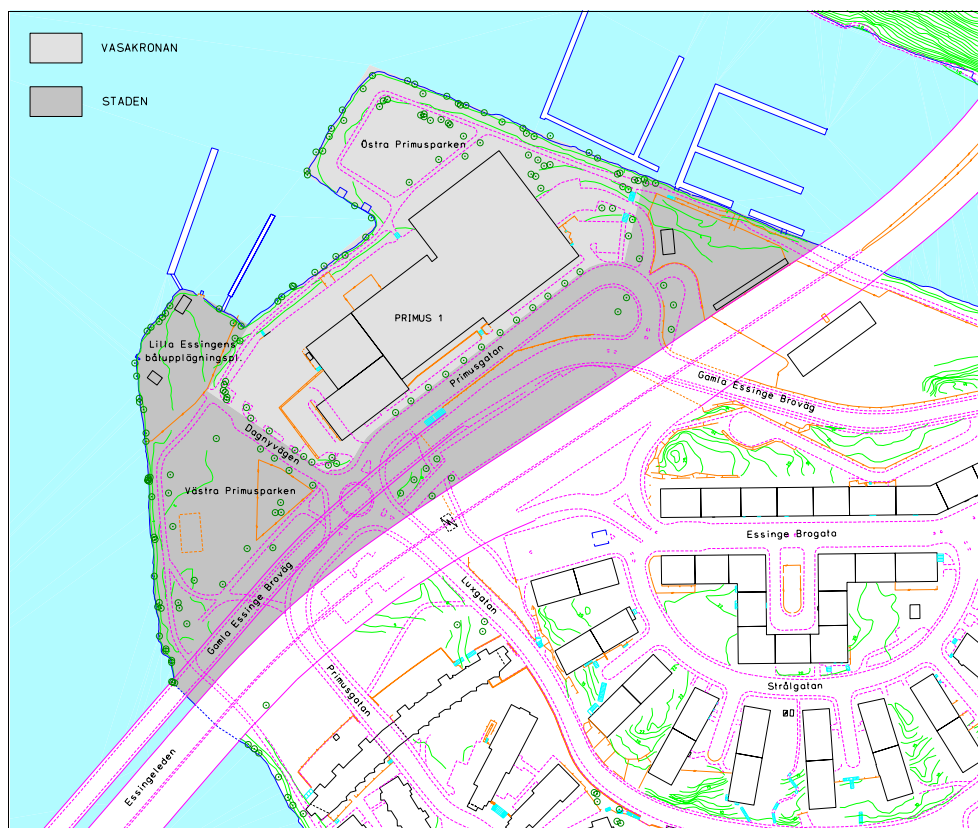 VASAKRONAN
STADEN
Östra Primusparken
PRIMUS 1
Lilla Essingens
båtupplägningspl.
Primusgatan
Gamla Essinge Broväg
Dagnyvägen
Västra Primusparken
Essinge Brogata
Luxgatan
Gamla Essinge Broväg
Primusgatan
Strålgatan
Essingeleden